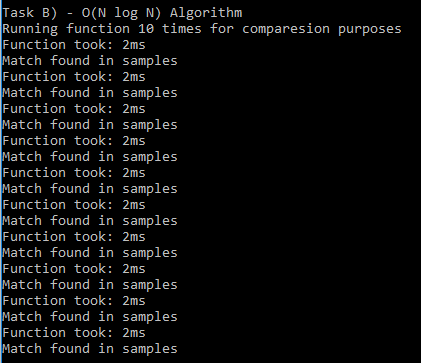 Task B) - O(N log N) Algorithm
Running function 10 times for comparesion purposes
Function took: 2ms
Match found in samples
Function took: 2ms
Match found in samples
Function took: 2ms
Match found in samples
Function took: 2ms
Match found in samples
Function took: 2ms
Match found in samples
Function took: 2ms
Match found in samples
Function took: 2ms
Match found in samples
Function took: 2ms
Match found in samples
Function took: 2ms
Match found in samples
Function took: 2ms
Match found in samples